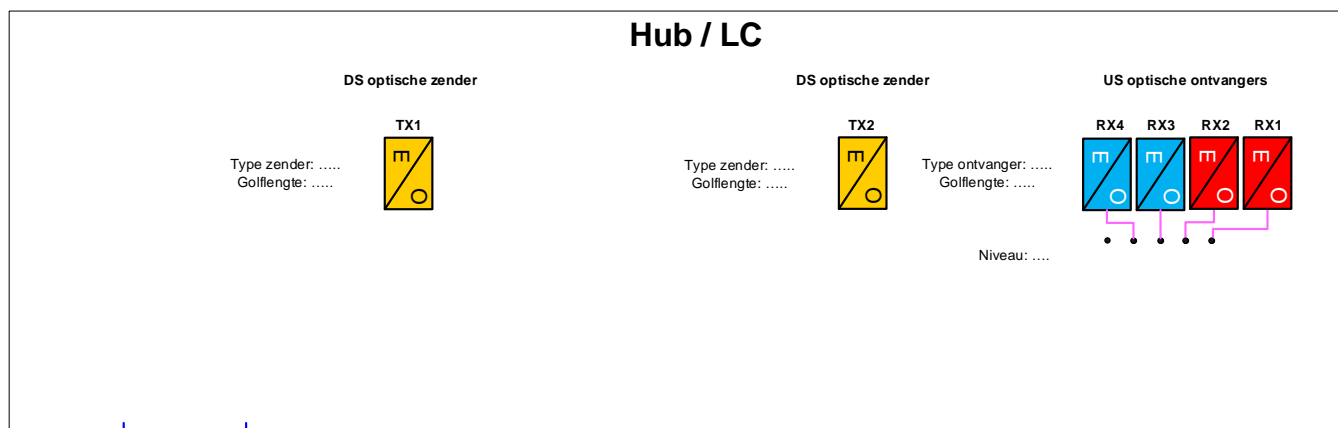 Hub / LC
DS optische zender
DS optische zender
US optische ontvangers
TX1
TX2
RX4 RX3 RX2 RX1
Type zender: .....
Golflengte: .....
E
O
Type zender: .....
Golflengte: .....
E
O
Type ontvanger: .....
Golflengte: .....
E E E E
O O O O
Niveau: ....